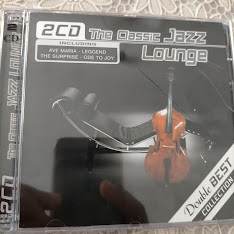 2CD The Classic Jazz
Lounge
INCLUDING
AVE MARIA - LEGGEND
THE SURPRISE - ODE TO JOY
Double BEST
COLLECTION
2CD The Classic JAZZ LOUNGE